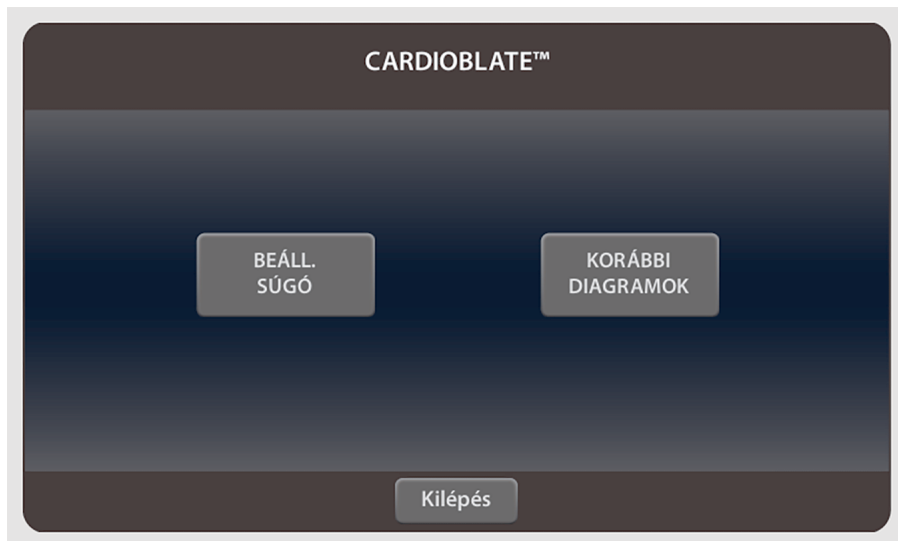 CARDIOBLATE™
BEÁLL.
SÚGÓ
KORÁBBI
DIAGRAMOK
Kilépés